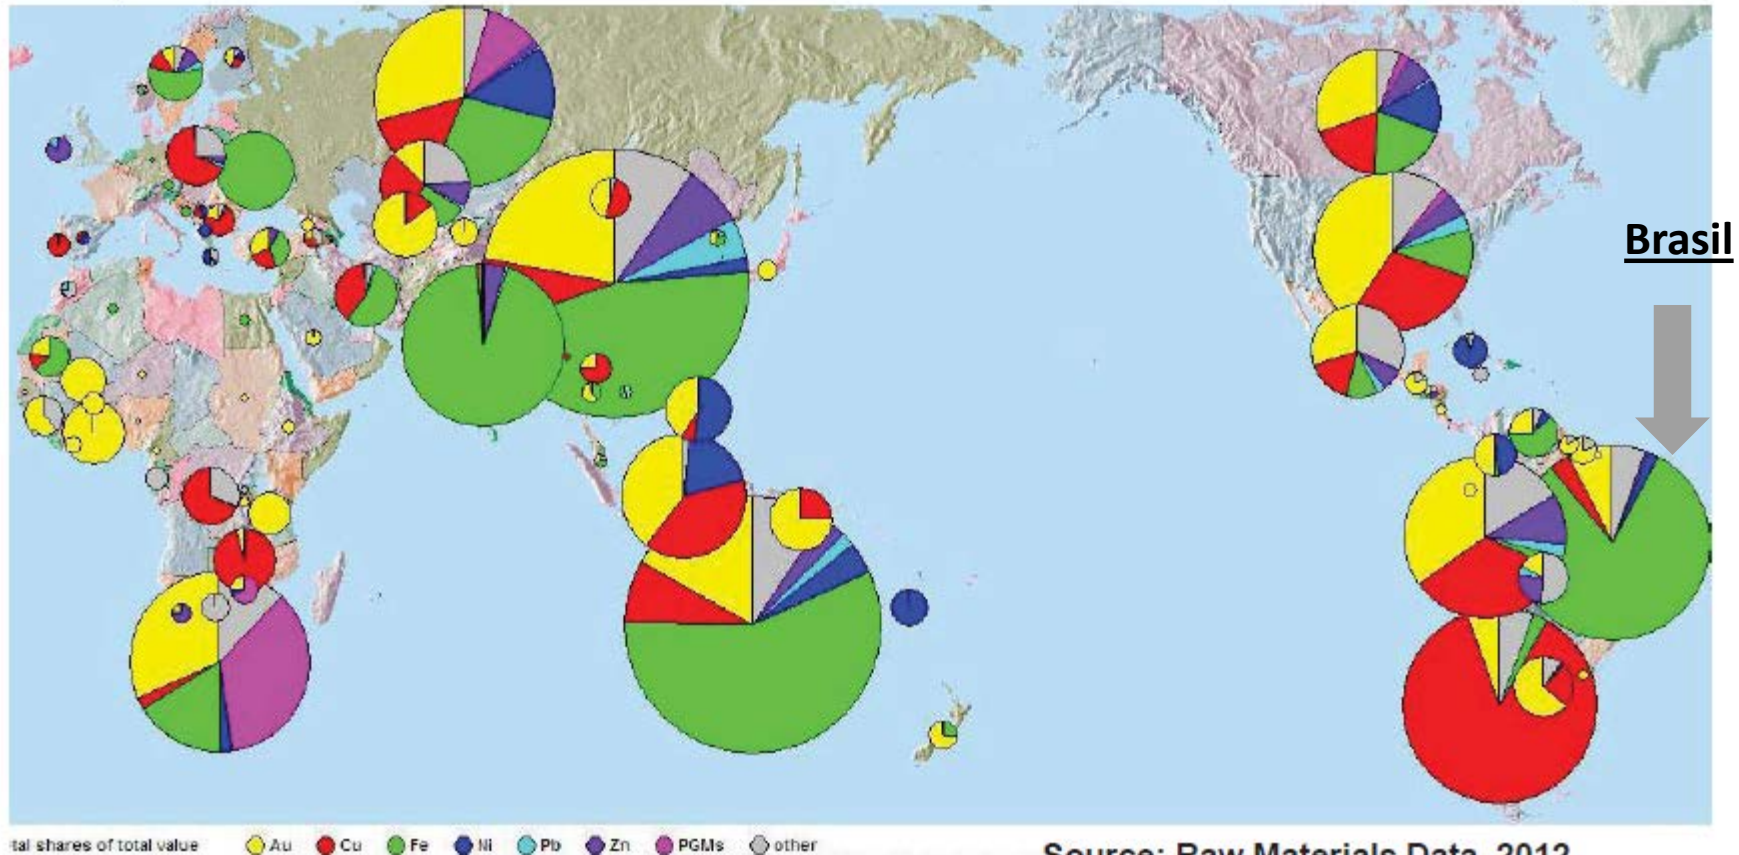 Brasil
tal shares of total value Au Cu Fe Ni Pb Zn PGMs other
Source: Raw Materials Data, 2012